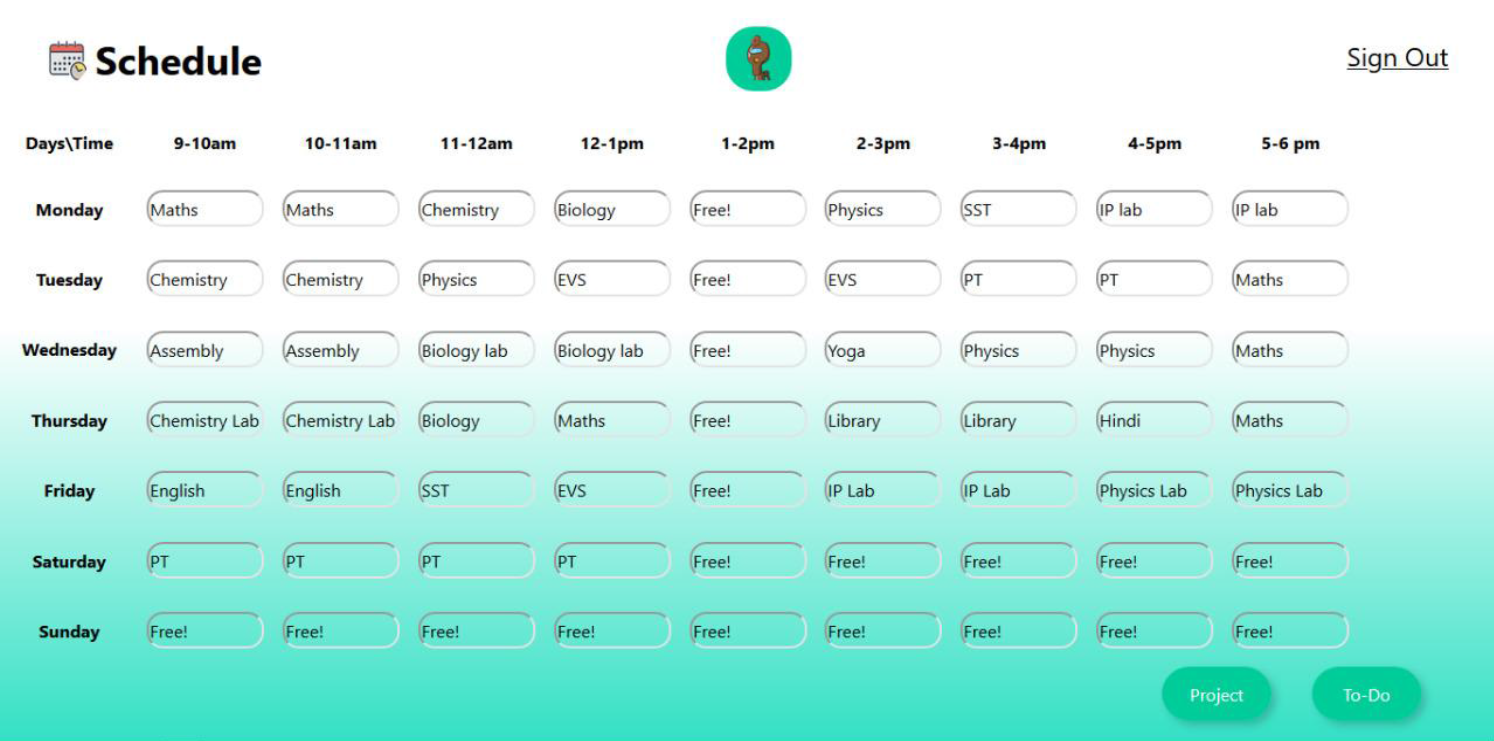 Schedule
Sign Out
Days\Time 9-10am 10-11am 11-12am 12-1pm 1-2pm 2-3pm 3-4pm 4-5pm 5-6 pm
Monday Maths Maths Chemistry Biology Free! Physics SST IP lab IP lab
Tuesday Chemistry Chemistry Physics EVS Free! EVS PT PT Maths
Wednesday Assembly Assembly Biology lab Biology lab Free! Yoga Physics Physics Maths
Thursday Chemistry Lab Chemistry Lab Biology Maths Free! Library Library Hindi Maths
Friday English English SST EVS Free! IP Lab IP Lab Physics Lab Physics Lab
Saturday PT PT PT PT Free! Free! Free! Free! Free!
Sunday Free! Free! Free! Free! Free! Free! Free! Free! Free!
Project To-Do